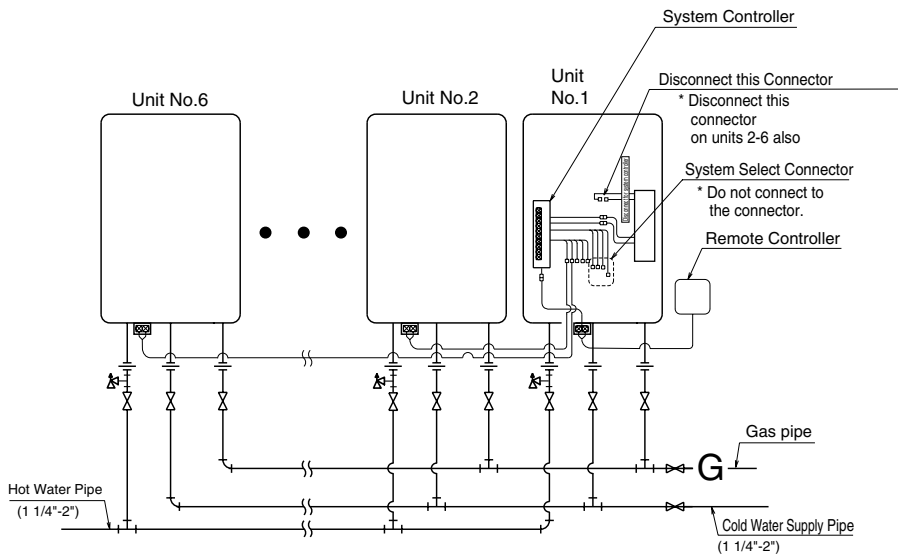 System Controller
Unit
No.1
Disconnect this Connector
* Disconnect this
connector
on units 2-6 also
Unit No.6
Unit No.2
System Select Connector
* Do not connect to
the connector.
Remote Controller
Gas pipe
G
Hot Water Pipe
(1 1/4"-2")
Cold Water Supply Pipe
(1 1/4"-2")